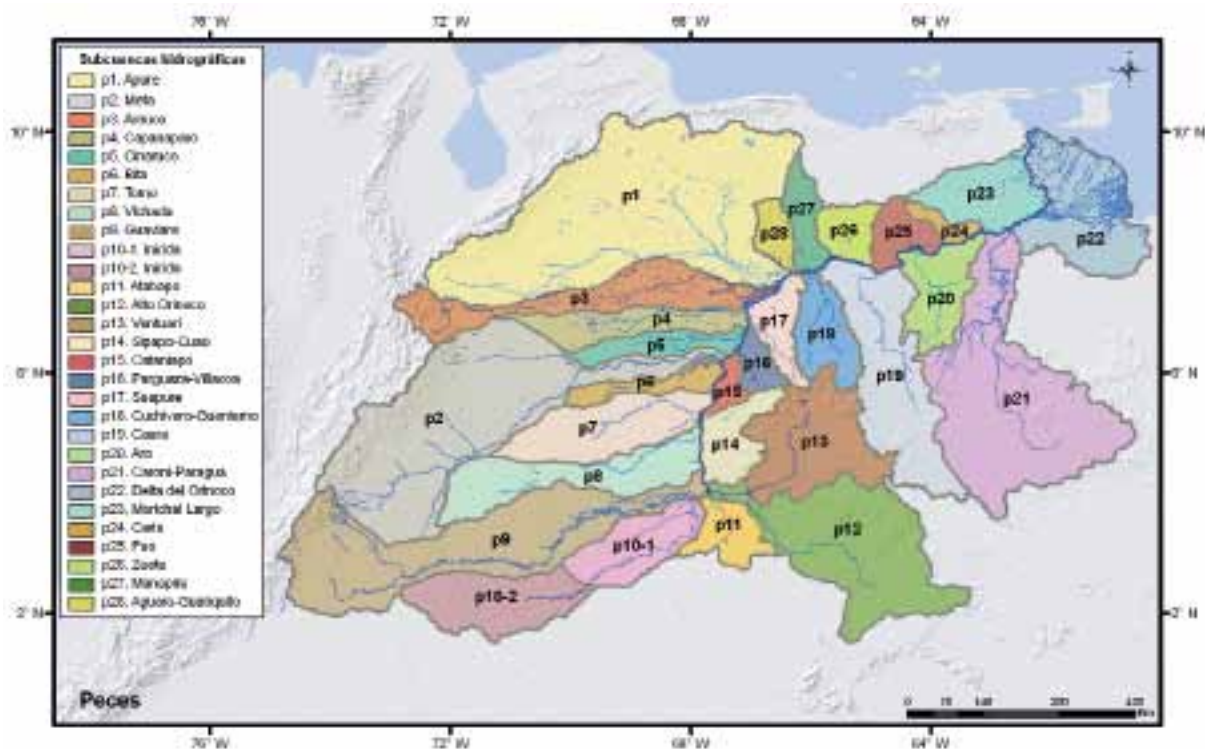 76° W 72° W 68° W 64° W
Subcuencas hidrográficas
p1. Apure
p2. Meta
p3. Arauca
p4. Capanaparo
p5. Cinaruco
p6. Bita
p7. Tomo
p8. Vichada
p9. Guaviare
p10-1. Inírida
p10-2. Inírida
p11. Atabapo
p12. Alto Orinoco
p13. Ventuari
p14. Sipapo-Cuao
p15. Cataniapo
p16. Parguaza-Villacoa
p17. Suapure
p18. Cuchivero-Guaniamo
p19. Caura
p20. Aro
p21. Caroní-Paragua
p22. Delta del Orinoco
p23. Morichal Largo
p24. Caris
p25. Pao
p26. Zuata
p27. Manapire
p28. Aguaro-Guariquito
10° N
10° N
6° N
6° N
2° N
2° N
p1
p27
p28
p26
p25
p24
p23
p22
p3
p4
p5
p6
p2
p7
p8
p9
p10-1
p10-2
p11
p12
p13
p14
p15
p16
p17
p18
p19
p20
p21
Peces
0
Km
76° W 72° W 68° W 64° W